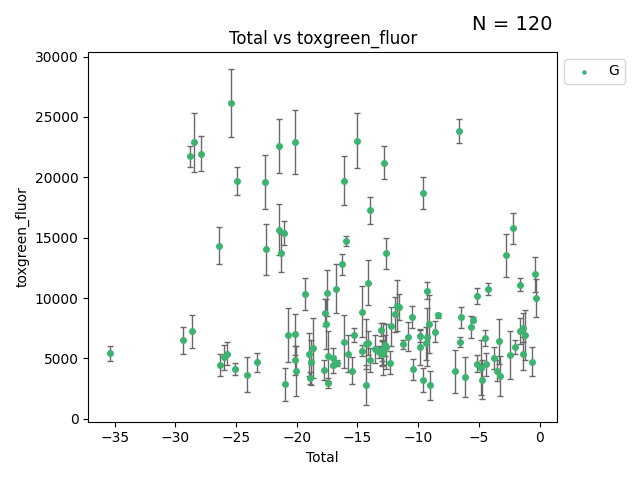 N = 120
Total vs toxgreen_fluor
G
toxgreen_fluor
30000
25000
20000
15000
10000
5000
0
−35 −30 −25 −20 −15 −10 −5 0
Total